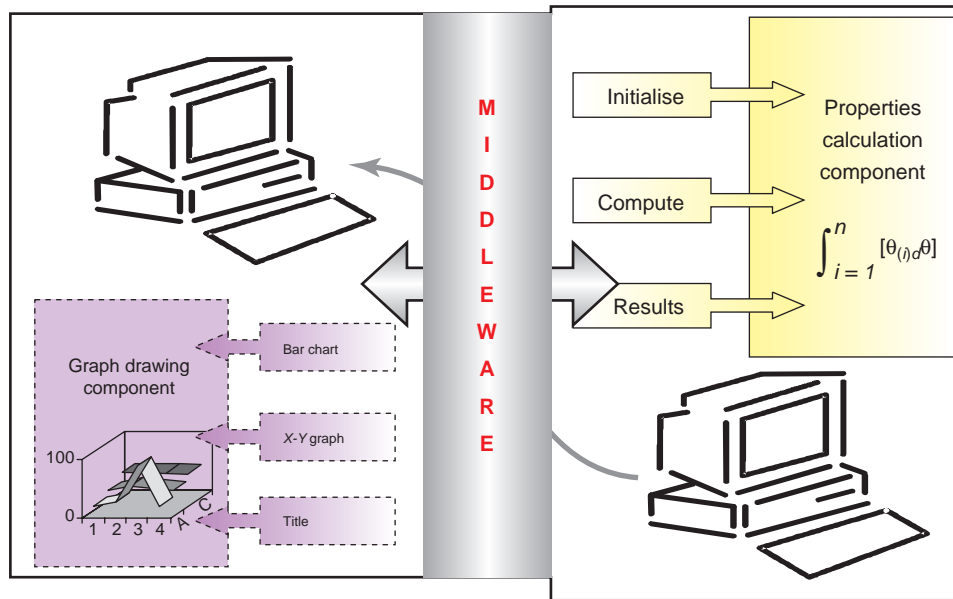 M
I
D
D
L
E
W
A
R
E
Initialise
Compute
Results
Properties
calculation
component
∫ n i = 1 [θ(i)dθ]
Graph drawing
component
Bar chart
X-Y graph
Title
100
0
1 2 3 4 A C